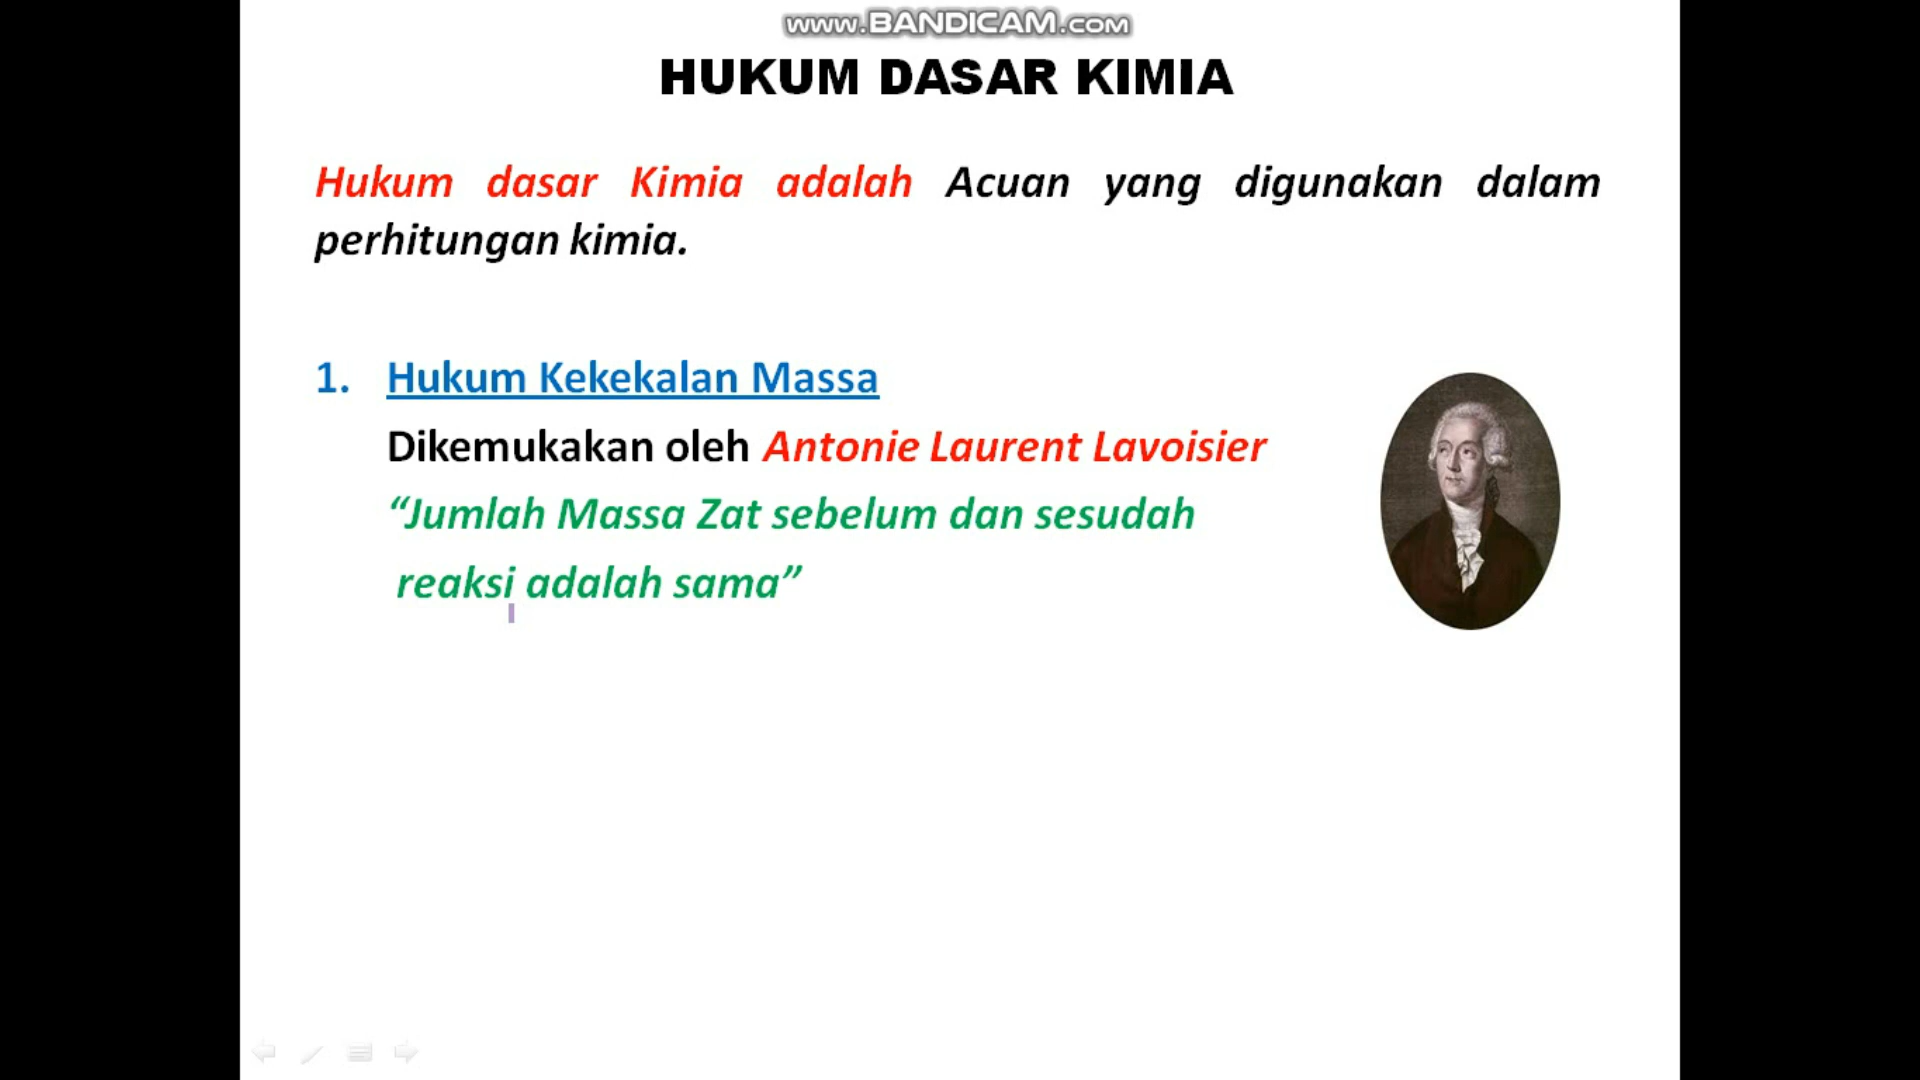 www.BANDICAM.com
HUKUM DASAR KIMIA
Hukum dasar Kimia adalah Acuan yang digunakan dalam
perhitungan kimia.
1. Hukum Kekekalan Massa
Dikemukakan oleh Antonie Laurent Lavoisier
“Jumlah Massa Zat sebelum dan sesudah
reaksi adalah sama”